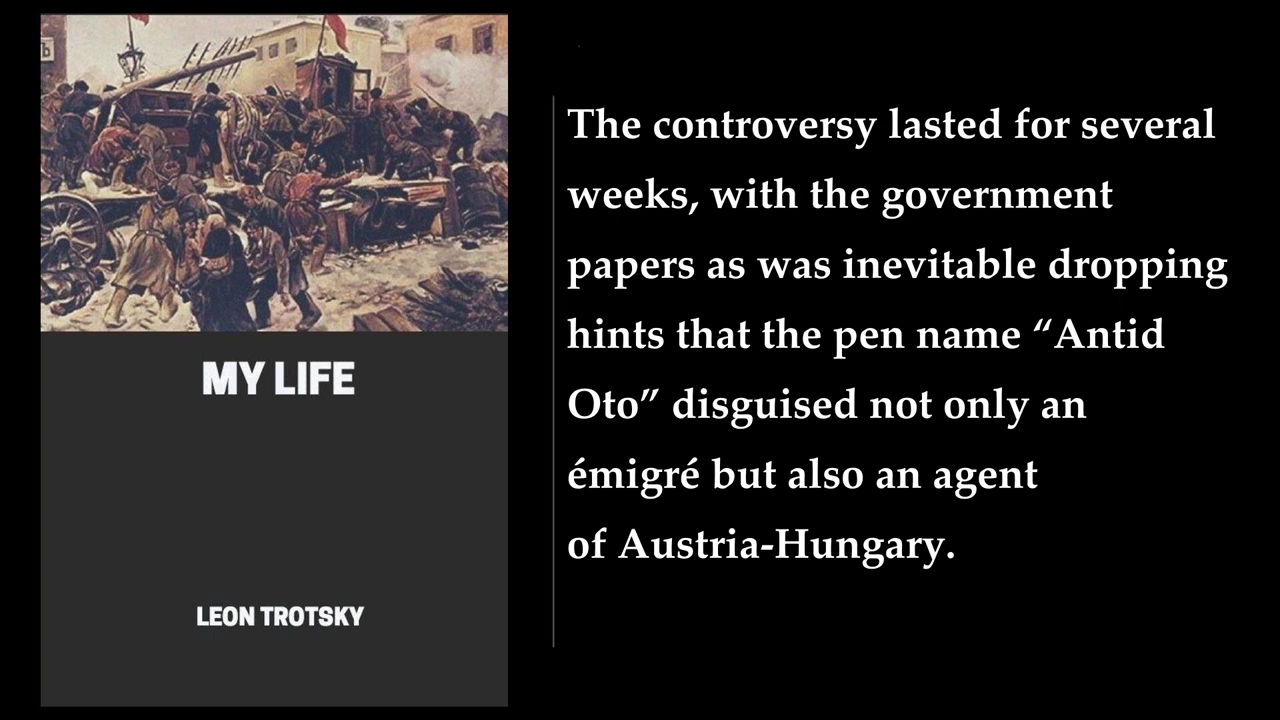 MY LIFE
LEON TROTSKY
The controversy lasted for several
weeks, with the government
papers as was inevitable dropping
hints that the pen name “Antid
Oto” disguised not only an
émigré but also an agent
of Austria-Hungary.